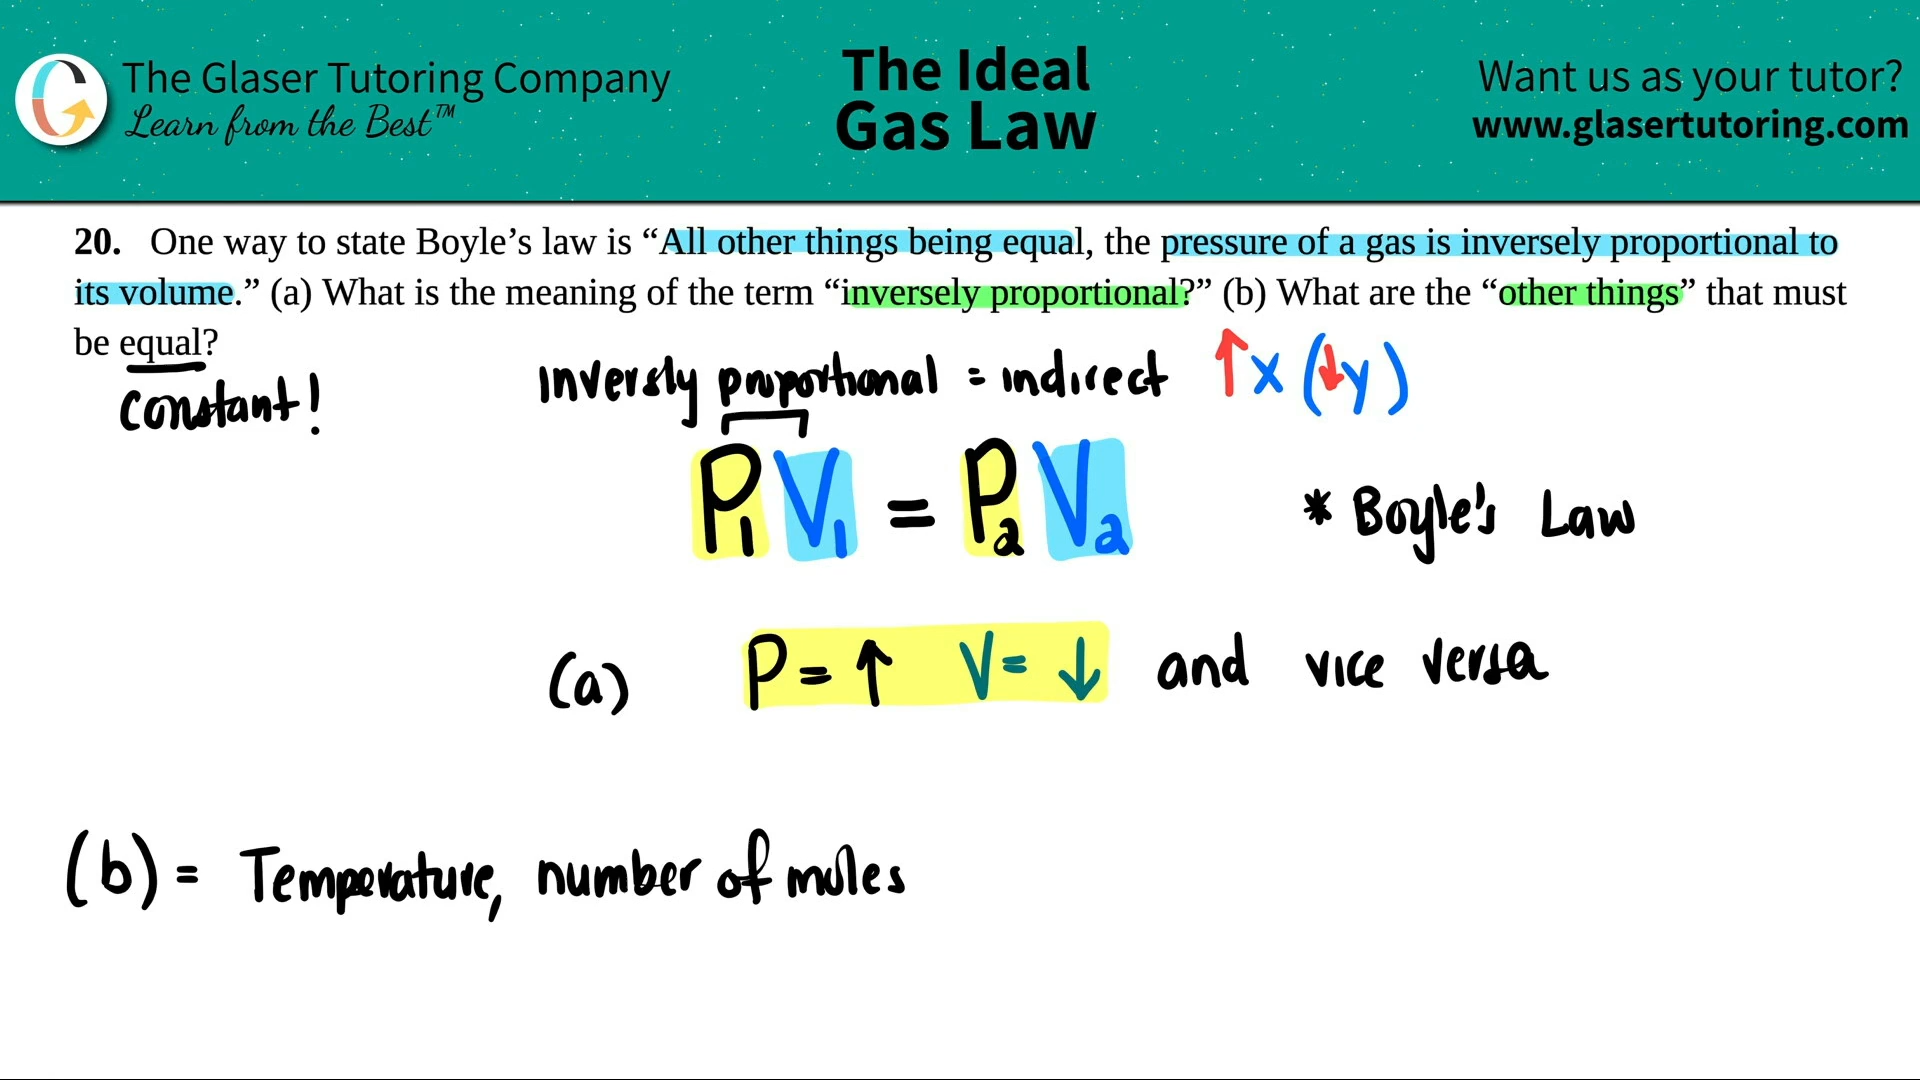 The Glaser Tutoring Company
Learn from the Best™
The Ideal
Gas Law
Want us as your tutor?
www.glasertutoring.com
20. One way to state Boyle's law is “All other things being equal, the pressure of a gas is inversely proportional to
its volume.” (a) What is the meaning of the term “inversely proportional?” (b) What are the “other things” that must
be equal?
constant!
Inversly proportional = indirect ↑x (↓y)
P₁V₁ = P₂V₂
* Boyle's Law
(a) P = ↑ V = ↓ and vice versa
(b) = Temperature, number of moles